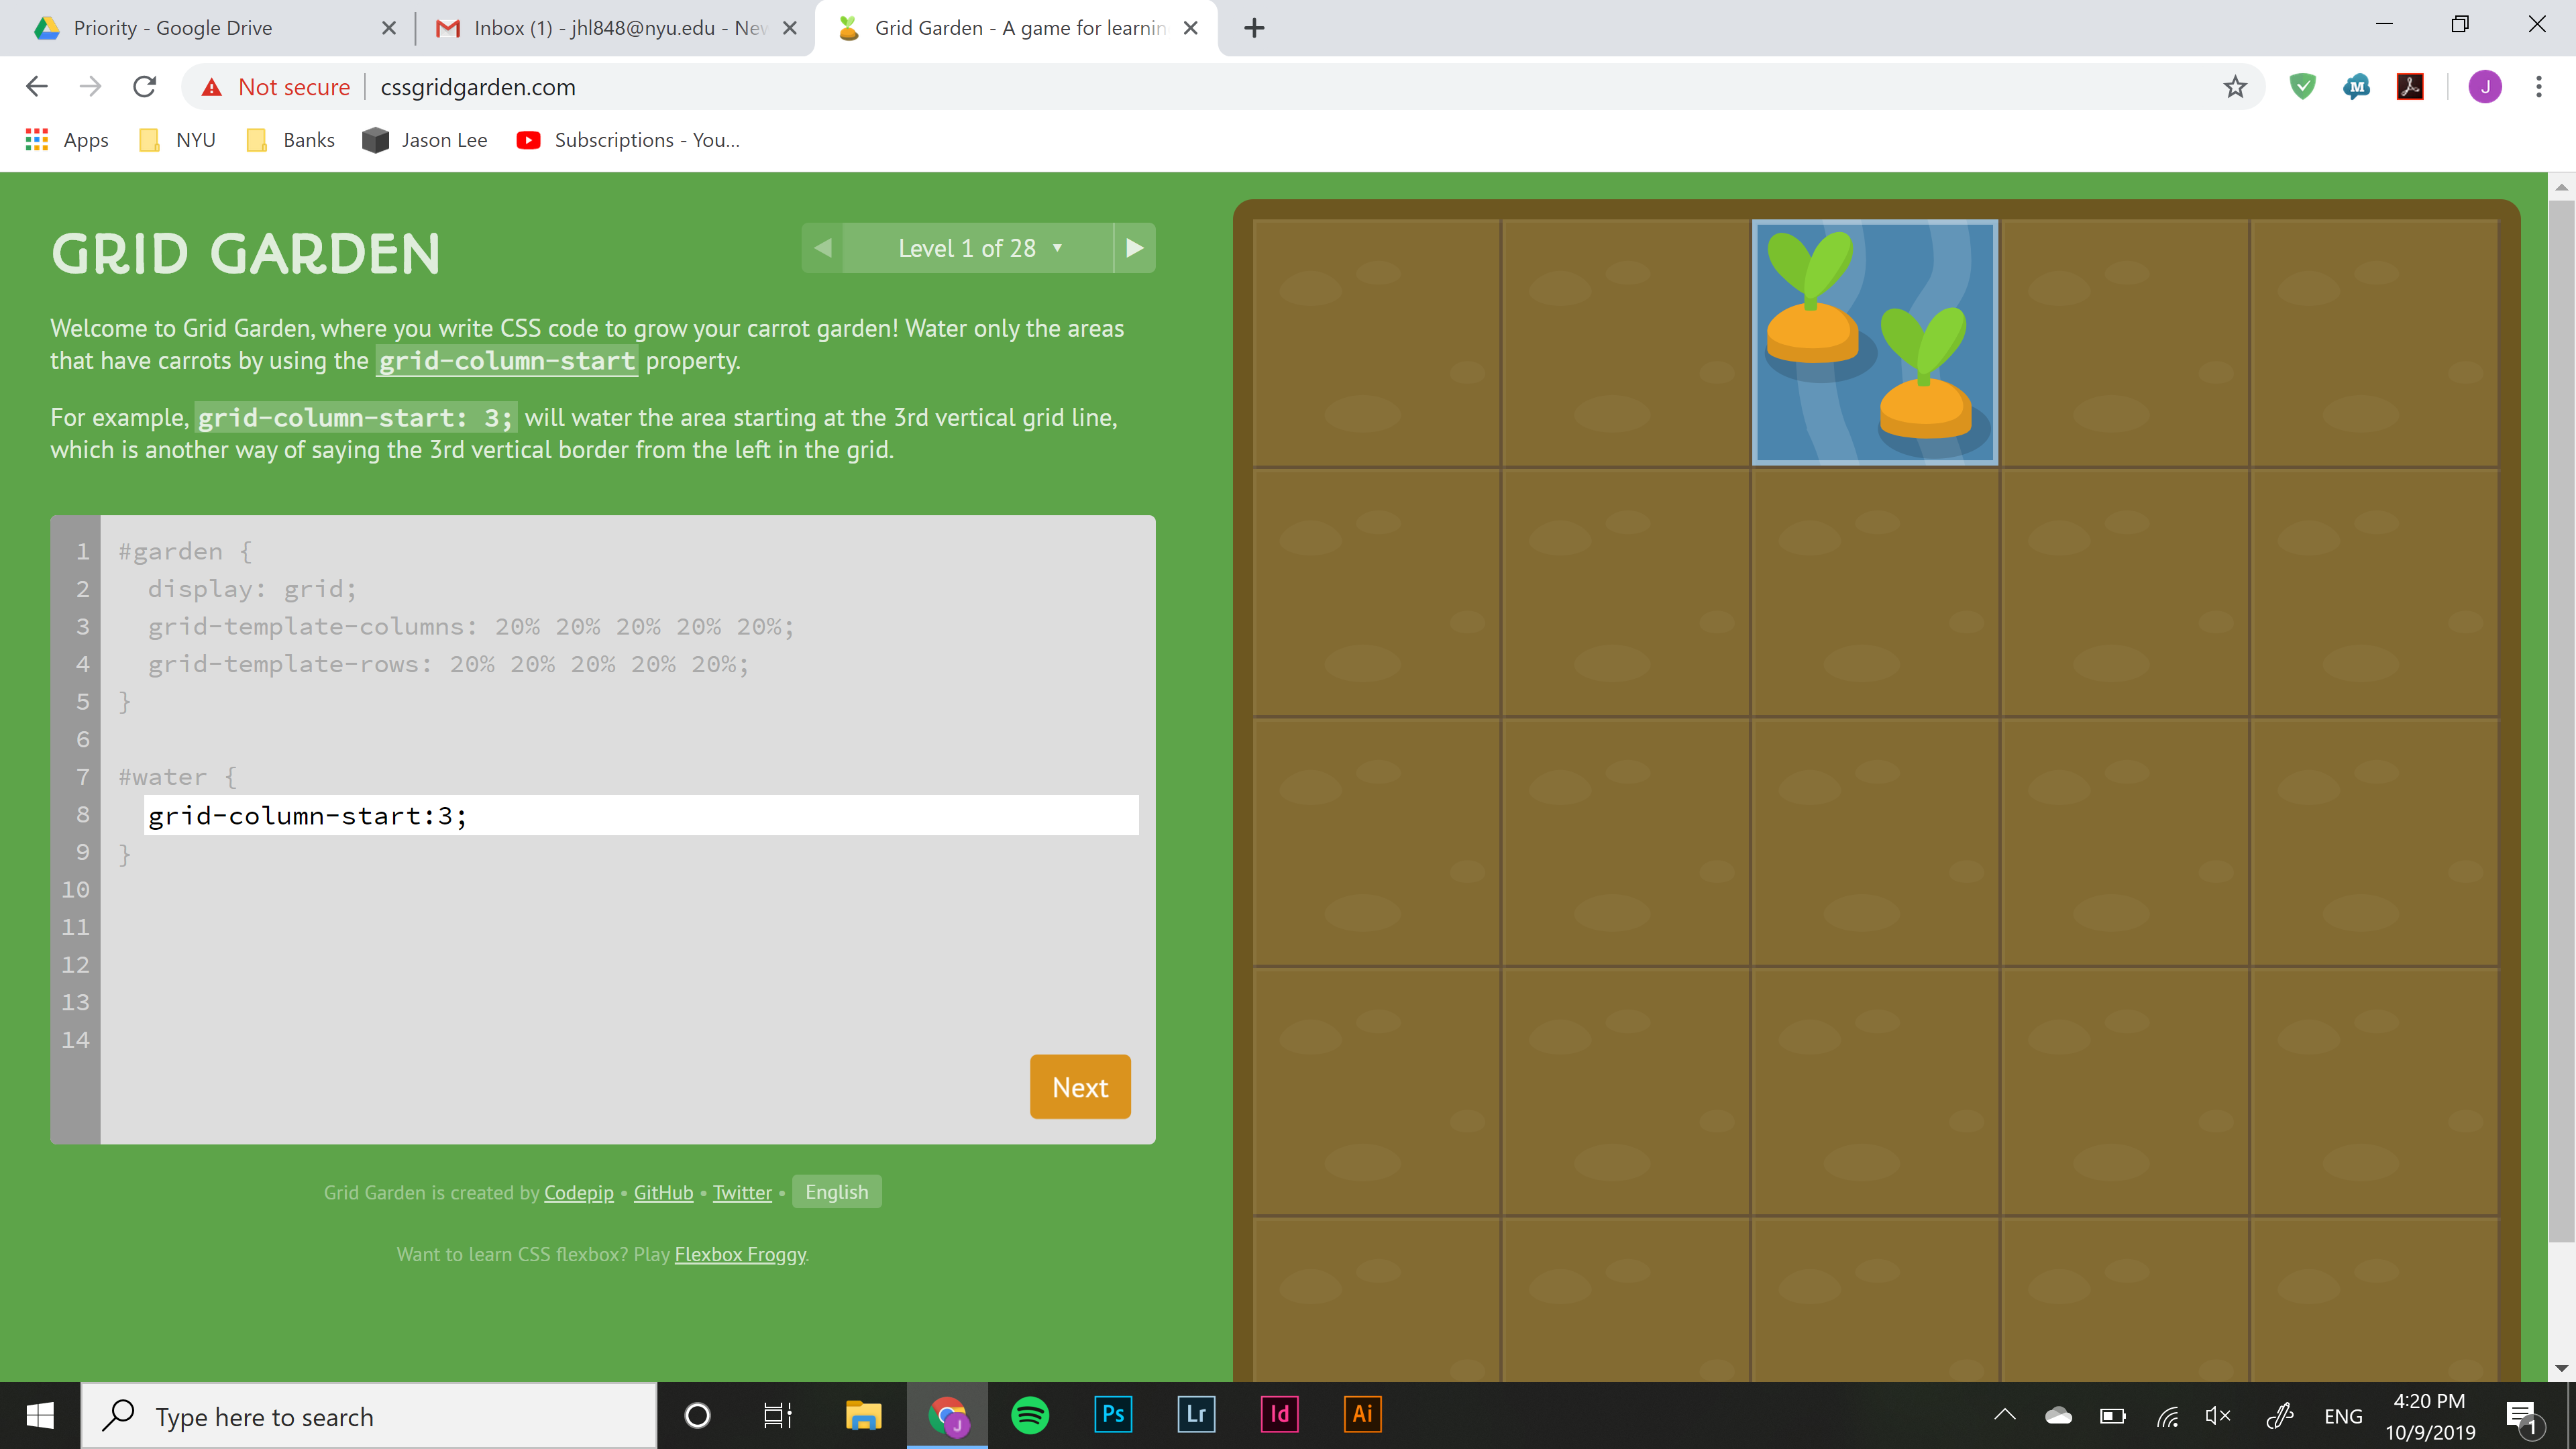 Priority - Google Drive
Inbox (1) - jhl848@nyu.edu - New
Grid Garden - A game for learnin
Not secure
cssgridgarden.com
M
J
Apps
NYU
Banks
Jason Lee
Subscriptions - You...
GRID GARDEN
Level 1 of 28
Welcome to Grid Garden, where you write CSS code to grow your carrot garden! Water only the areas
that have carrots by using the grid-column-start property.
For example, grid-column-start: 3; will water the area starting at the 3rd vertical grid line,
which is another way of saying the 3rd vertical border from the left in the grid.
1 #garden {
2 display: grid;
3 grid-template-columns: 20% 20% 20% 20% 20%;
4 grid-template-rows: 20% 20% 20% 20% 20%;
5 }
6
7 #water {
8 grid-column-start:3;
9 }
10
11
12
13
14
Next
Grid Garden is created by Codepip • GitHub • Twitter • English
Want to learn CSS flexbox? Play Flexbox Froggy.
Type here to search
J
Ps
Lr
Id
Ai
ENG
4:20 PM
10/9/2019
1